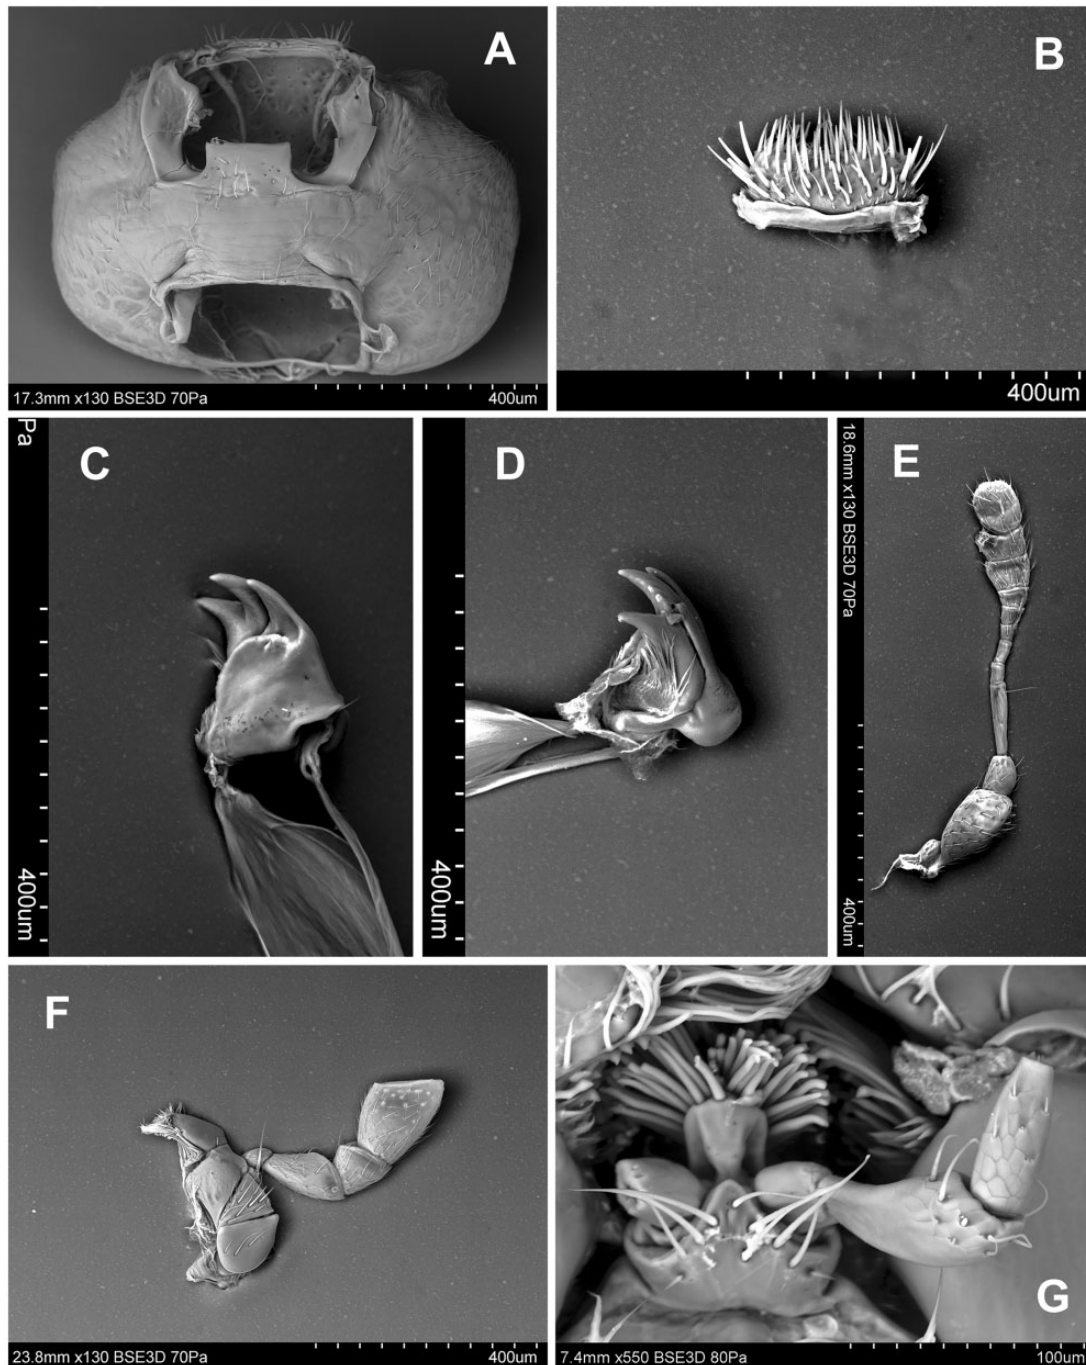 A
17.3mm x130 BSE3D 70Pa 400um
B
400um
C
Pa
400um
D
400um
E
18.6mm x130 BSE3D 70Pa
400um
F
23.8mm x130 BSE3D 70Pa 400um
G
7.4mm x550 BSE3D 80Pa 100um